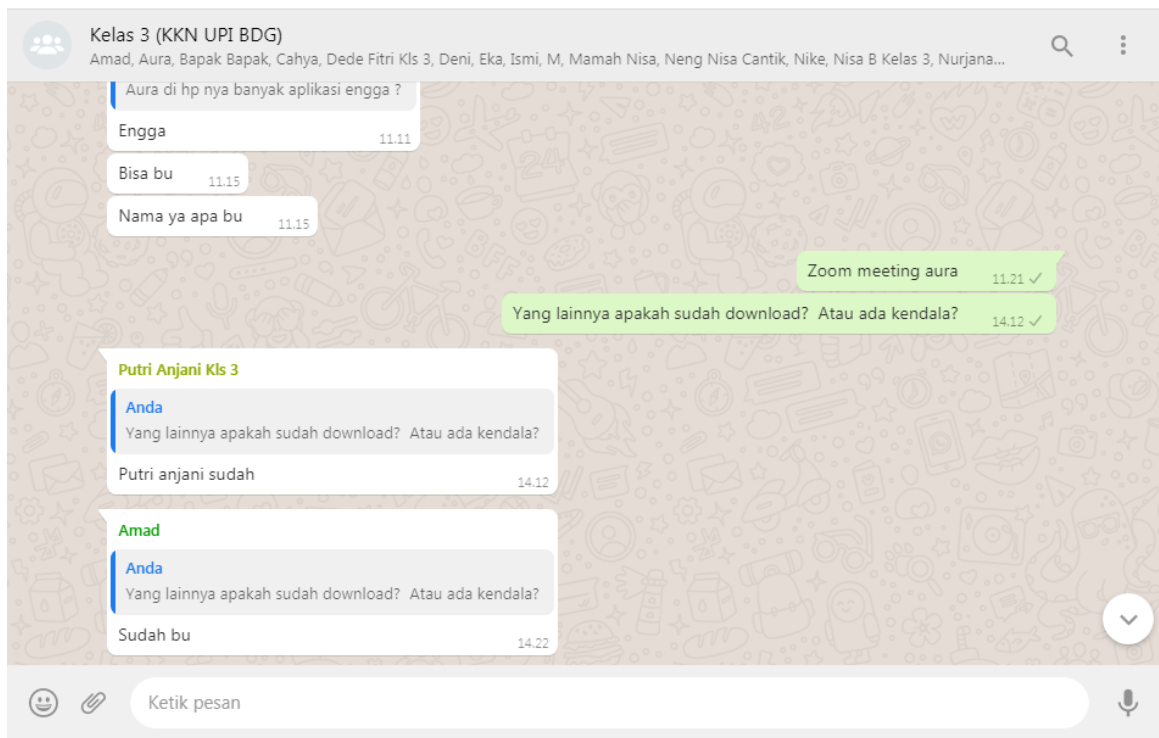 Kelas 3 (KKN UPI BDG)
Amad, Aura, Bapak Bapak, Cahya, Dede Fitri Kls 3, Deni, Eka, Ismi, M, Mamah Nisa, Neng Nisa Cantik, Nike, Nisa B Kelas 3, Nurjana...
Aura di hp nya banyak aplikasi engga ?
Engga 11.11
Bisa bu 11.15
Nama ya apa bu 11.15
Zoom meeting aura 11.21
Yang lainnya apakah sudah download? Atau ada kendala? 14.12
Putri Anjani Kls 3
Anda
Yang lainnya apakah sudah download? Atau ada kendala?
Putri anjani sudah 14.12
Amad
Anda
Yang lainnya apakah sudah download? Atau ada kendala?
Sudah bu 14.22
Ketik pesan